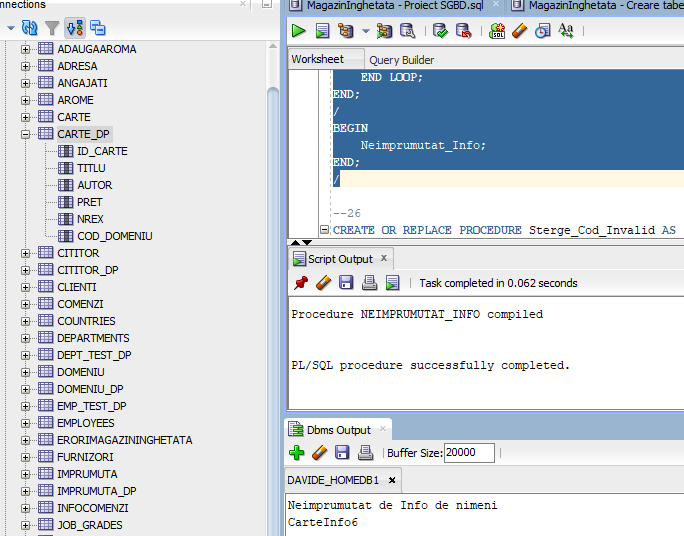 nnections
ADAUGAAROMA
ADRESA
ANGAJATI
AROME
CARTE
CARTE_DP
ID_CARTE
TITLU
AUTOR
PRET
NREX
COD_DOMENIU
CITITOR
CITITOR_DP
CLIENTI
COMENZI
COUNTRIES
DEPARTMENTS
DEPT_TEST_DP
DOMENIU
DOMENIU_DP
EMP_TEST_DP
EMPLOYEES
ERORIMAGAZININGHETATA
FURNIZORI
IMPRUMUTA
IMPRUMUTA_DP
INFOCOMENZI
JOB_GRADES
MagazinInghetata - Proiect SGBD.sql
MagazinInghetata - Creare tabe
SQL
Aa
Worksheet
Query Builder
END LOOP;
END;
/
BEGIN
Neimprumutat_Info;
END;
/
--26
CREATE OR REPLACE PROCEDURE Sterge_Cod_Invalid AS
Script Output
Task completed in 0.062 seconds
Procedure NEIMPRUMUTAT_INFO compiled
PL/SQL procedure successfully completed.
Dbms Output
Buffer Size: 20000
DAVIDE_HOMEDB1
Neimprumutat de Info de nimeni
CarteInfo6